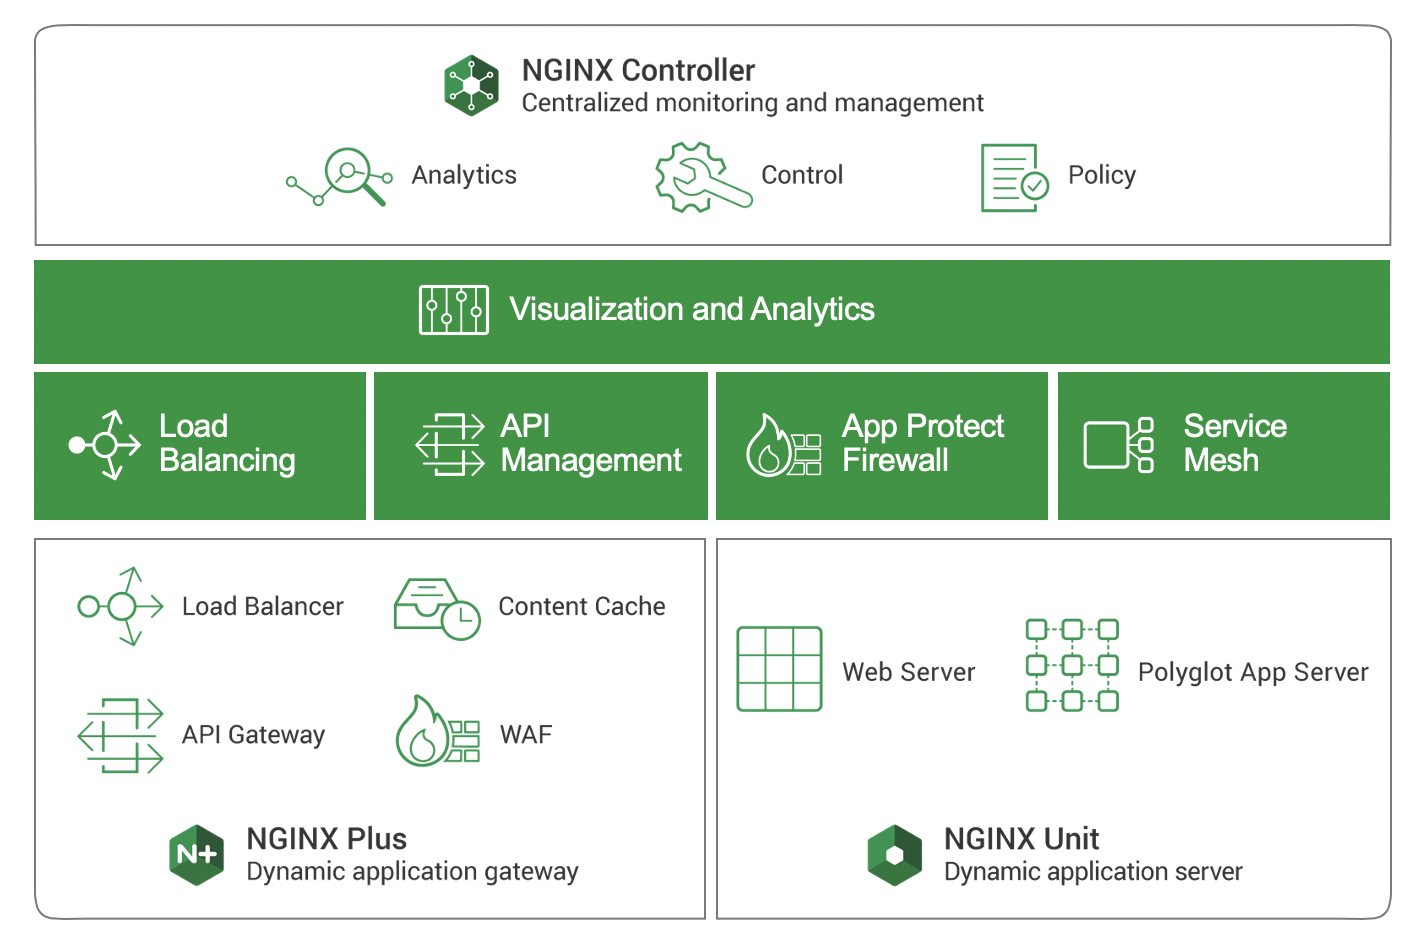 NGINX Controller
Centralized monitoring and management
Analytics
Control
Policy
Visualization and Analytics
Load
Balancing
API
Management
App Protect
Firewall
Service
Mesh
Load Balancer
Content Cache
API Gateway
WAF
N+
NGINX Plus
Dynamic application gateway
Web Server
Polyglot App Server
NGINX Unit
Dynamic application server